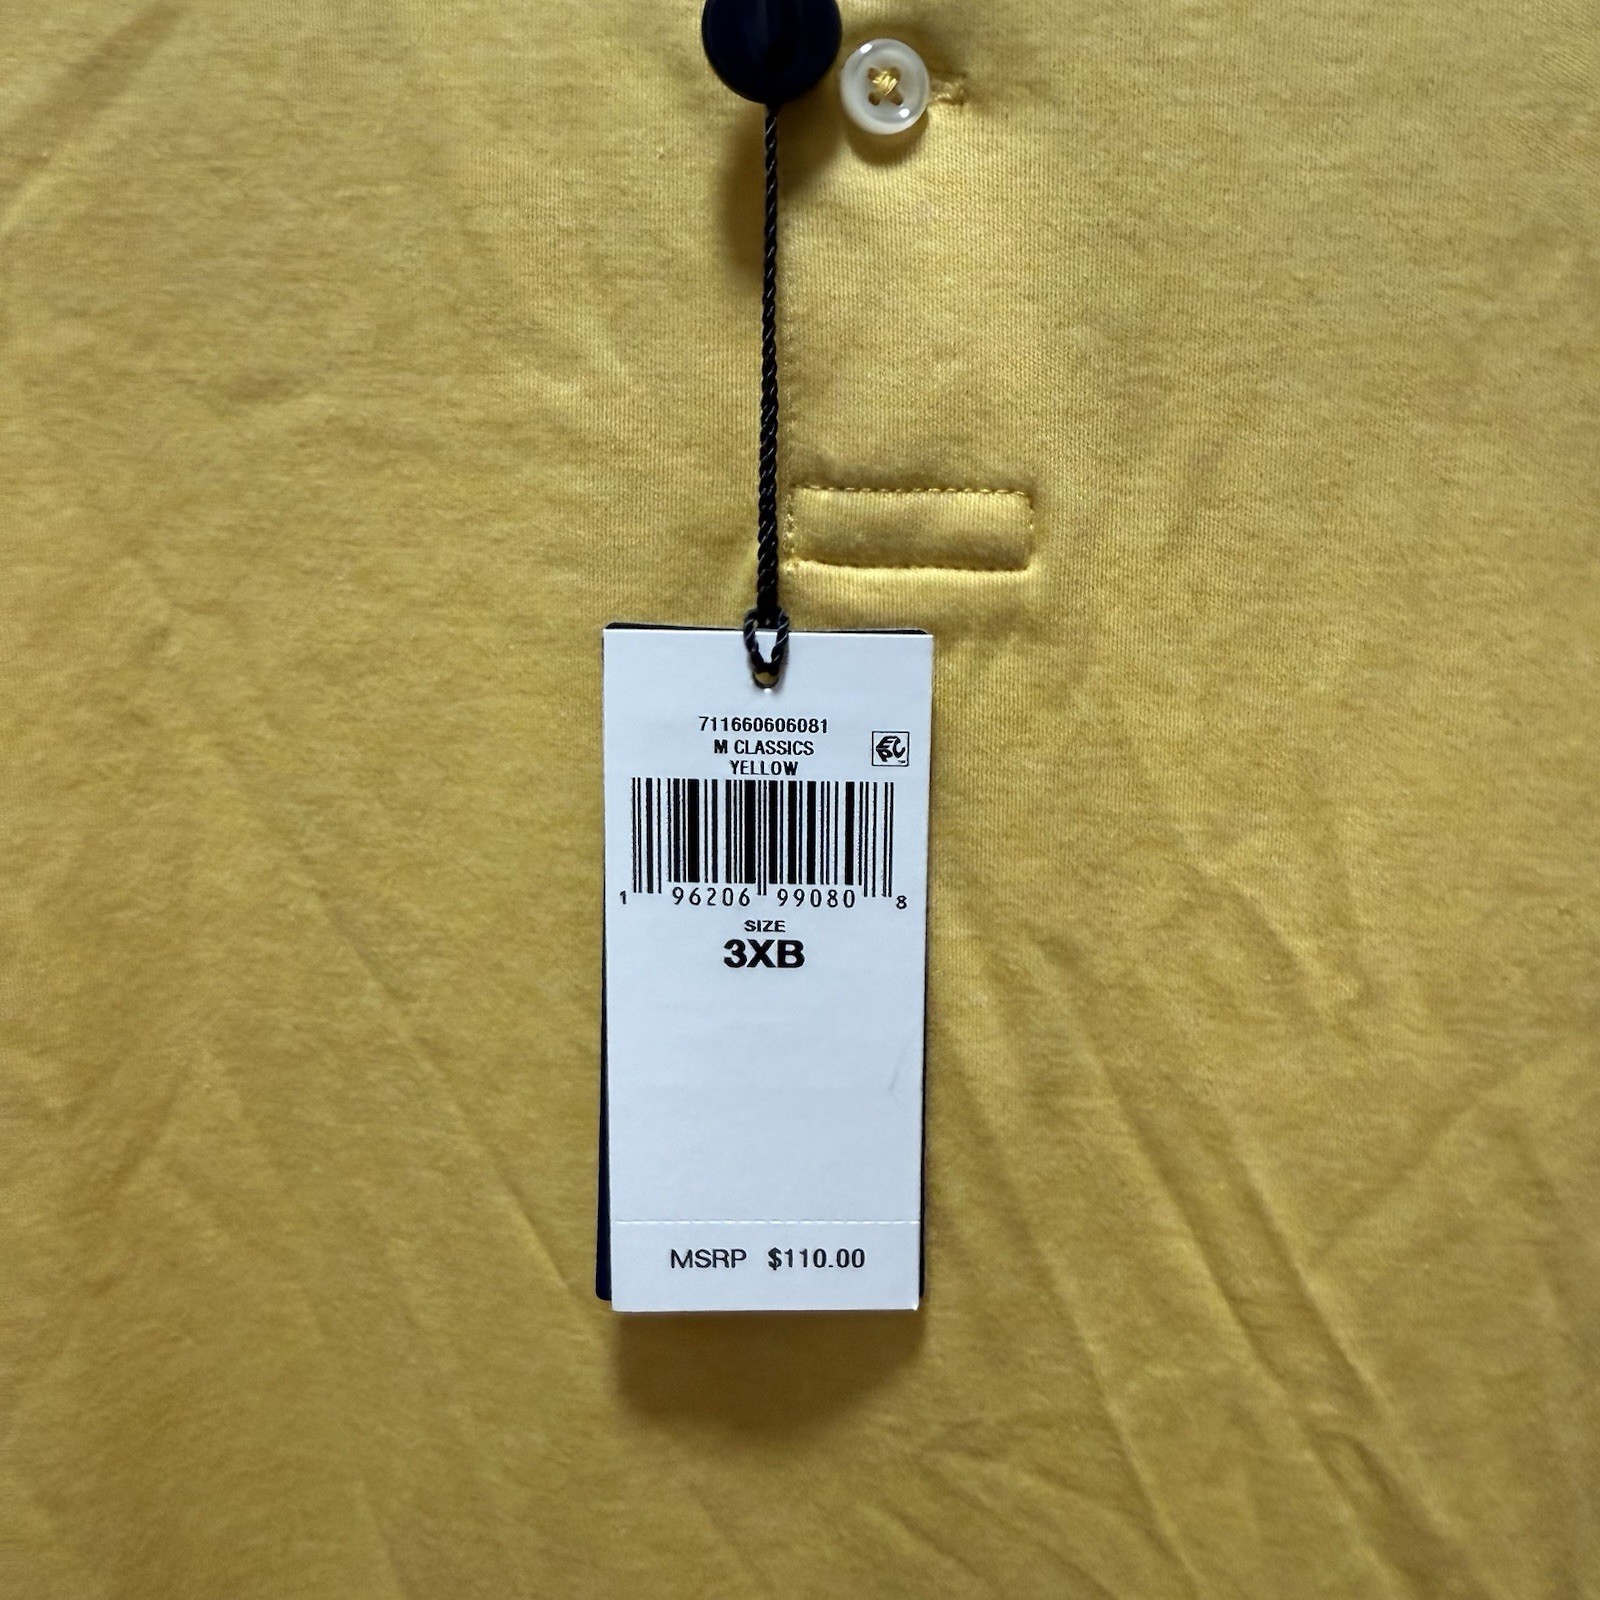 711660606081
M CLASSICS
YELLOW
1 96206 99080 8
SIZE
3XB
MSRP $110.00